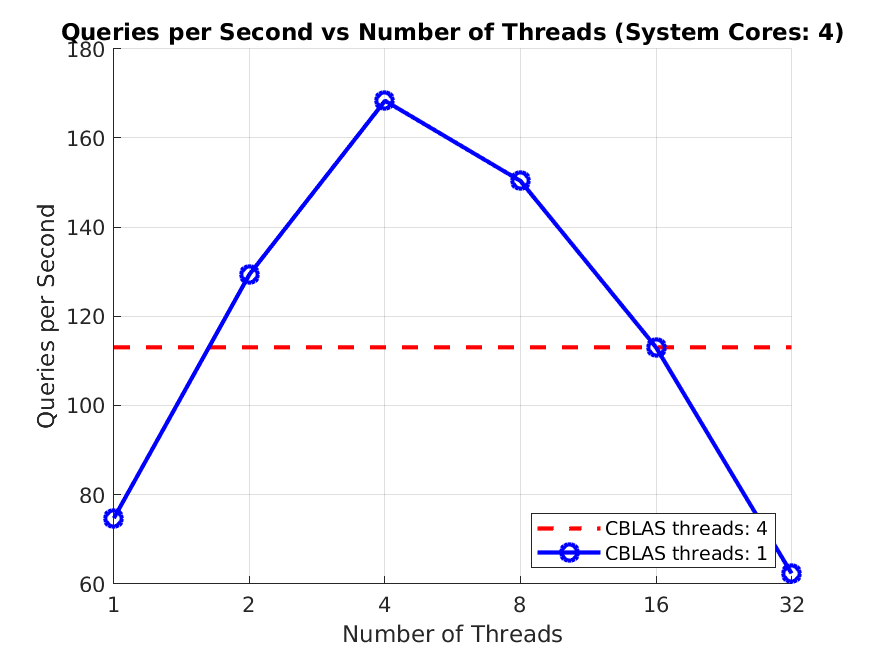 Queries per Second vs Number of Threads (System Cores: 4)
180
160
140
120
100
80
60
Queries per Second
1 2 4 8 16 32
Number of Threads
CBLAS threads: 4
CBLAS threads: 1